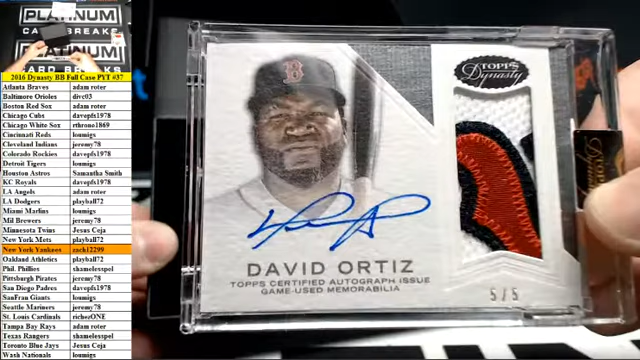 PLATINUM
CARD BREAKS
PLATINUM
CARD BREAKS
2016 Dynasty BB Full Case PYT #37
Atlanta Braves adam roter
Baltimore Orioles divc03
Boston Red Sox adam roter
Chicago Cubs davepfs1978
Chicago White Sox rthrono1869
Cincinnati Reds loumigs
Cleveland Indians jeremy78
Colorado Rockies davepfs1978
Detroit Tigers loumigs
Houston Astros Samantha Smith
KC Royals davepfs1978
LA Angels adam roter
LA Dodgers playball72
Miami Marlins loumigs
Mil Brewers jeremy78
Minnesota Twins Jesus Ceja
New York Mets playball72
New York Yankees zach12299
Oakland Athletics playball72
Phil. Phillies shamelesspel
Pittsburgh Pirates jeremy78
San Diego Padres davepfs1978
SanFran Giants loumigs
Seattle Mariners jeremy78
St. Louis Cardinals richezONE
Tampa Bay Rays adam roter
Texas Rangers shamelesspel
Toronto Blue Jays Jesus Ceja
Wash Nationals loumigs
B
TOPPS
Dynasty
DAVID ORTIZ
TOPPS CERTIFIED AUTOGRAPH ISSUE
GAME-USED MEMORABILIA
5/5